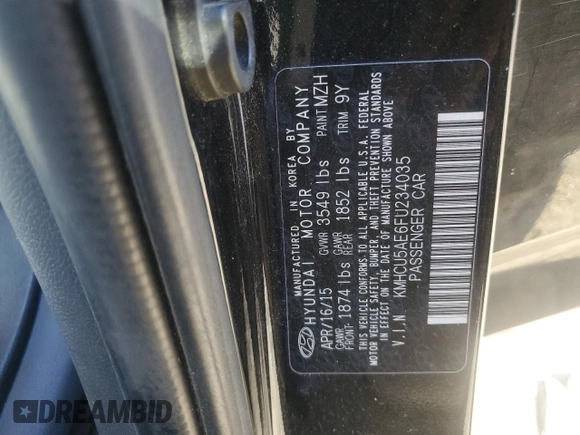 MANUFACTURED IN KOREA BY
HYUNDAI MOTOR COMPANY
APR/16/15 GVWR 3549 lbs PAINT MZH
GAWR FRONT- 1874 lbs GAWR REAR 1852 lbs TRIM 9Y
THIS VEHICLE CONFORMS TO ALL APPLICABLE U.S.A. FEDERAL
MOTOR VEHICLE SAFETY, BUMPER, AND THEFT PREVENTION STANDARDS
IN EFFECT ON THE DATE OF MANUFACTURE SHOWN ABOVE
V.I.N KMHCU5AE6FU234035
PASSENGER CAR
DREAMBID